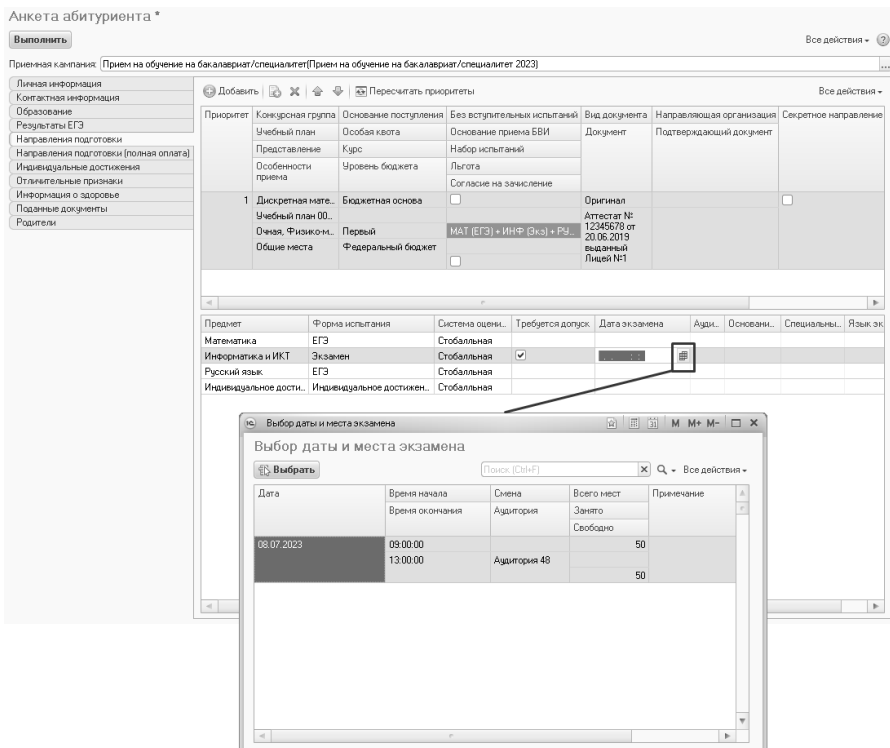 Анкета абитуриента *
Выполнить
Все действия
?
Приемная кампания: Прием на обучение на бакалавриат/специалитет(Прием на обучение на бакалавриат/специалитет 2023) ...
Личная информация
Контактная информация
Образование
Результаты ЕГЭ
Направления подготовки
Направления подготовки (полная оплата)
Индивидуальные достижения
Отличительные признаки
Информация о здоровье
Поданные документы
Родители
Добавить
Пересчитать приоритеты
Все действия
Приоритет Конкурсная группа Основание поступления Без вступительных испытаний Вид документа Направляющая организация Секретное направление
Учебный план Особая квота Основание приема БВИ Документ Подтверждающий документ
Представление Курс Набор испытаний
Особенности приема Уровень бюджета Льгота
Согласие на зачисление
1 Дискретная мате... Бюджетная основа Оригинал
Учебный план 00... Аттестат №
Очная, Физико-м... Первый МАТ (ЕГЭ) + ИНФ (Экз) + РУ... 12345678 от
20.06.2019
Общие места Федеральный бюджет выданный
Лицей №1
Предмет Форма испытания Система оцени... Требуется допуск Дата экзамена Ауди... Основани... Специальны... Язык эк
Математика ЕГЭ Стобалльная
Информатика и ИКТ Экзамен Стобалльная . . : :
Русский язык ЕГЭ Стобалльная
Индивидуальное дости... Индивидуальное достижен... Стобалльная
1С Выбор даты и места экзамена 31 M M+ M-
Выбор даты и места экзамена
Выбрать
Поиск (Ctrl+F)
Все действия
Дата Время начала Смена Всего мест Примечание
Время окончания Аудитория Занято
Свободно
08.07.2023 09:00:00 50
13:00:00 Аудитория 48
50